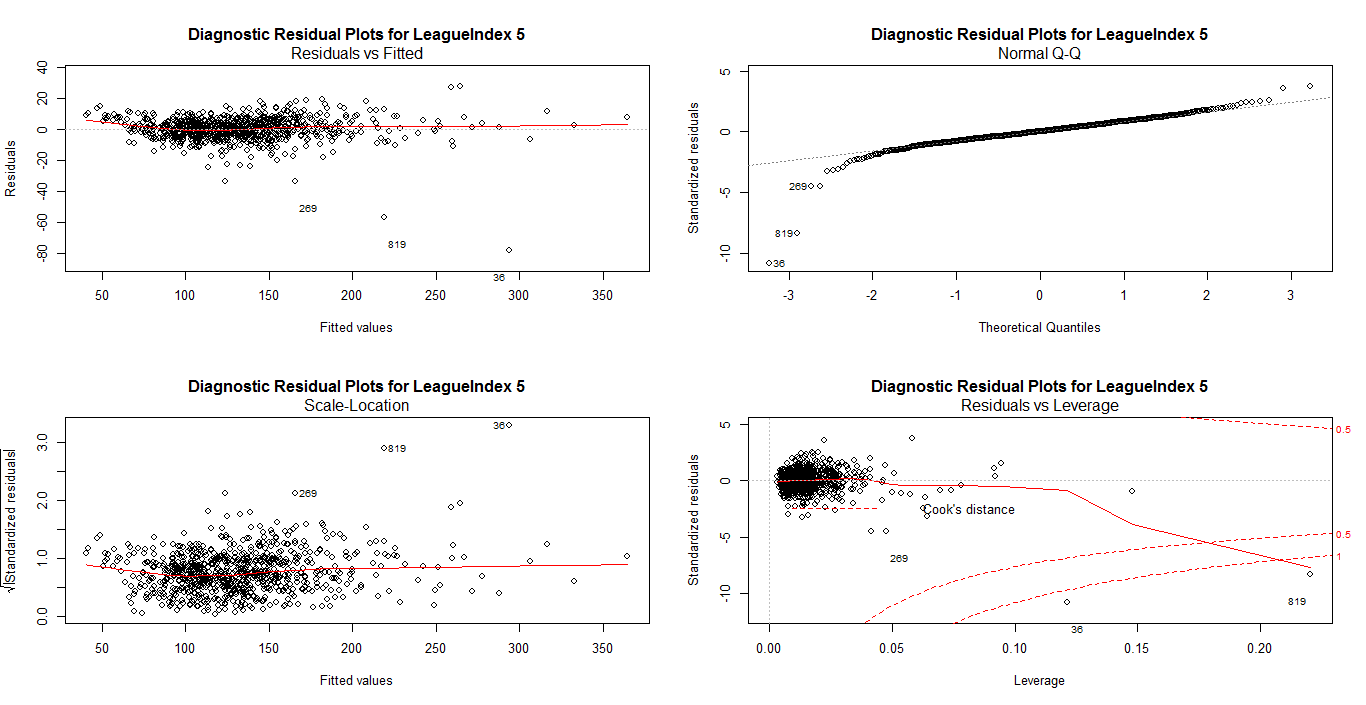 Diagnostic Residual Plots for LeagueIndex 5
Residuals vs Fitted
40
20
0
-20
-40
-60
-80
Residuals
269
819
36
50 100 150 200 250 300 350
Fitted values
Diagnostic Residual Plots for LeagueIndex 5
Normal Q-Q
5
0
-5
-10
Standardized residuals
269
819
36
-3 -2 -1 0 1 2 3
Theoretical Quantiles
Diagnostic Residual Plots for LeagueIndex 5
Scale-Location
3.0
2.0
1.0
0.0
√|Standardized residuals|
36
819
269
50 100 150 200 250 300 350
Fitted values
Diagnostic Residual Plots for LeagueIndex 5
Residuals vs Leverage
5
0
-5
-10
Standardized residuals
0.5
Cook's distance
0.5
1
269
819
36
0.00 0.05 0.10 0.15 0.20
Leverage